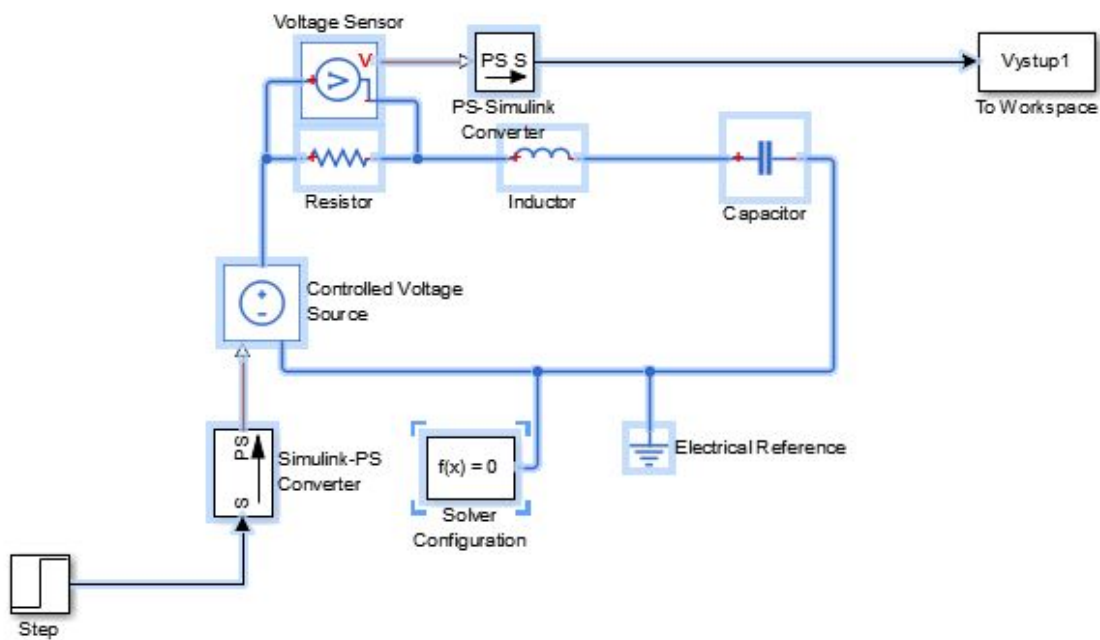 Voltage Sensor
V
PS S
PS-Simulink
Converter
Vystup1
To Workspace
Resistor
Inductor
Capacitor
Controlled Voltage
Source
PS
S
Simulink-PS
Converter
f(x) = 0
Solver
Configuration
Electrical Reference
Step